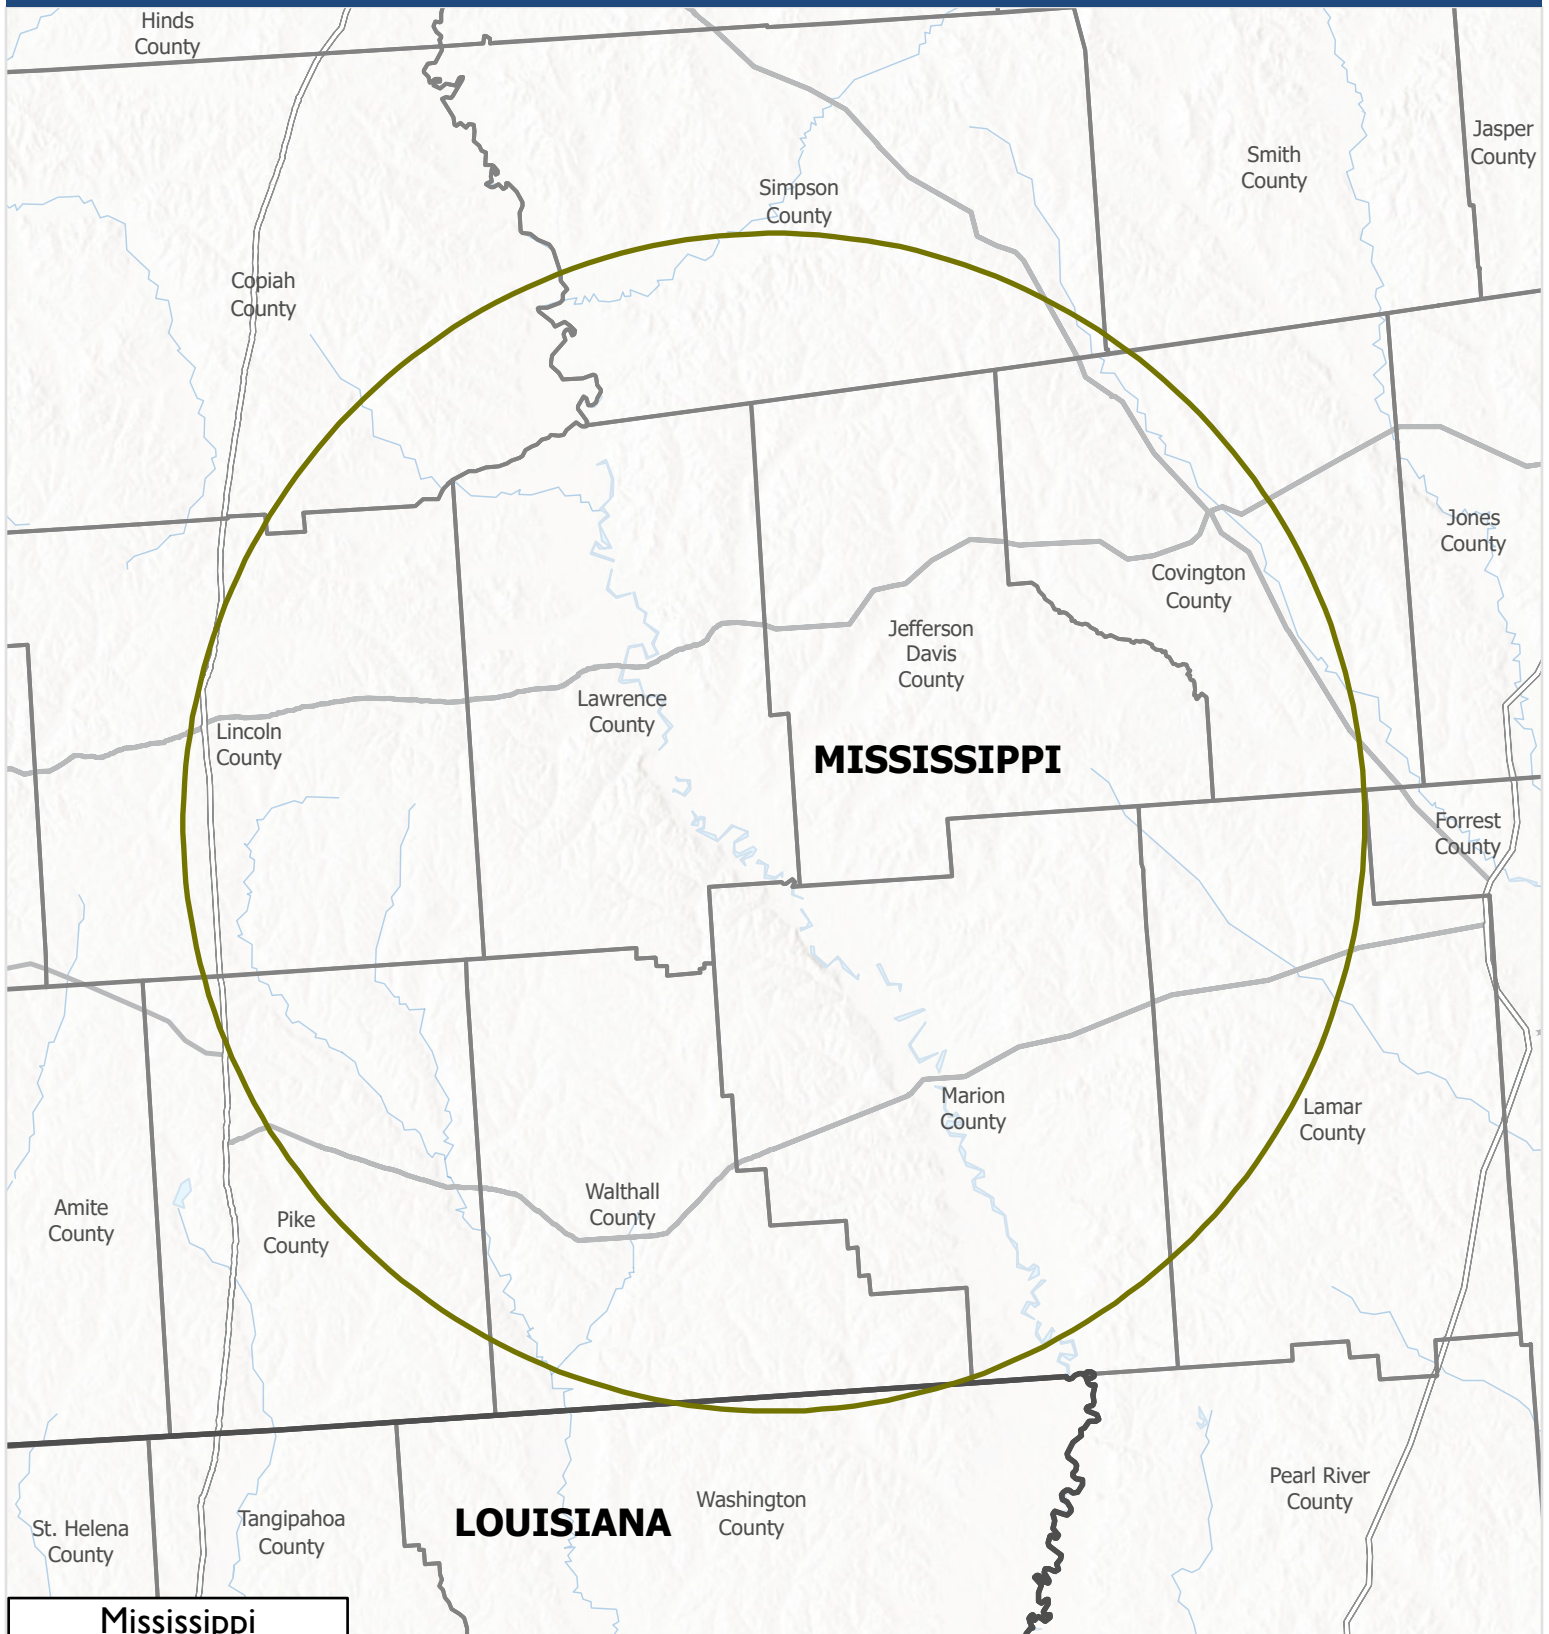 Hinds
County
Jasper
County
Smith
County
Simpson
County
Copiah
County
Jones
County
Covington
County
Jefferson
Davis
County
Lawrence
County
Lincoln
County
MISSISSIPPI
Forrest
County
Marion
County
Lamar
County
Walthall
County
Amite
County
Pike
County
Pearl River
County
Washington
County
LOUISIANA
Tangipahoa
County
St. Helena
County
Mississippi